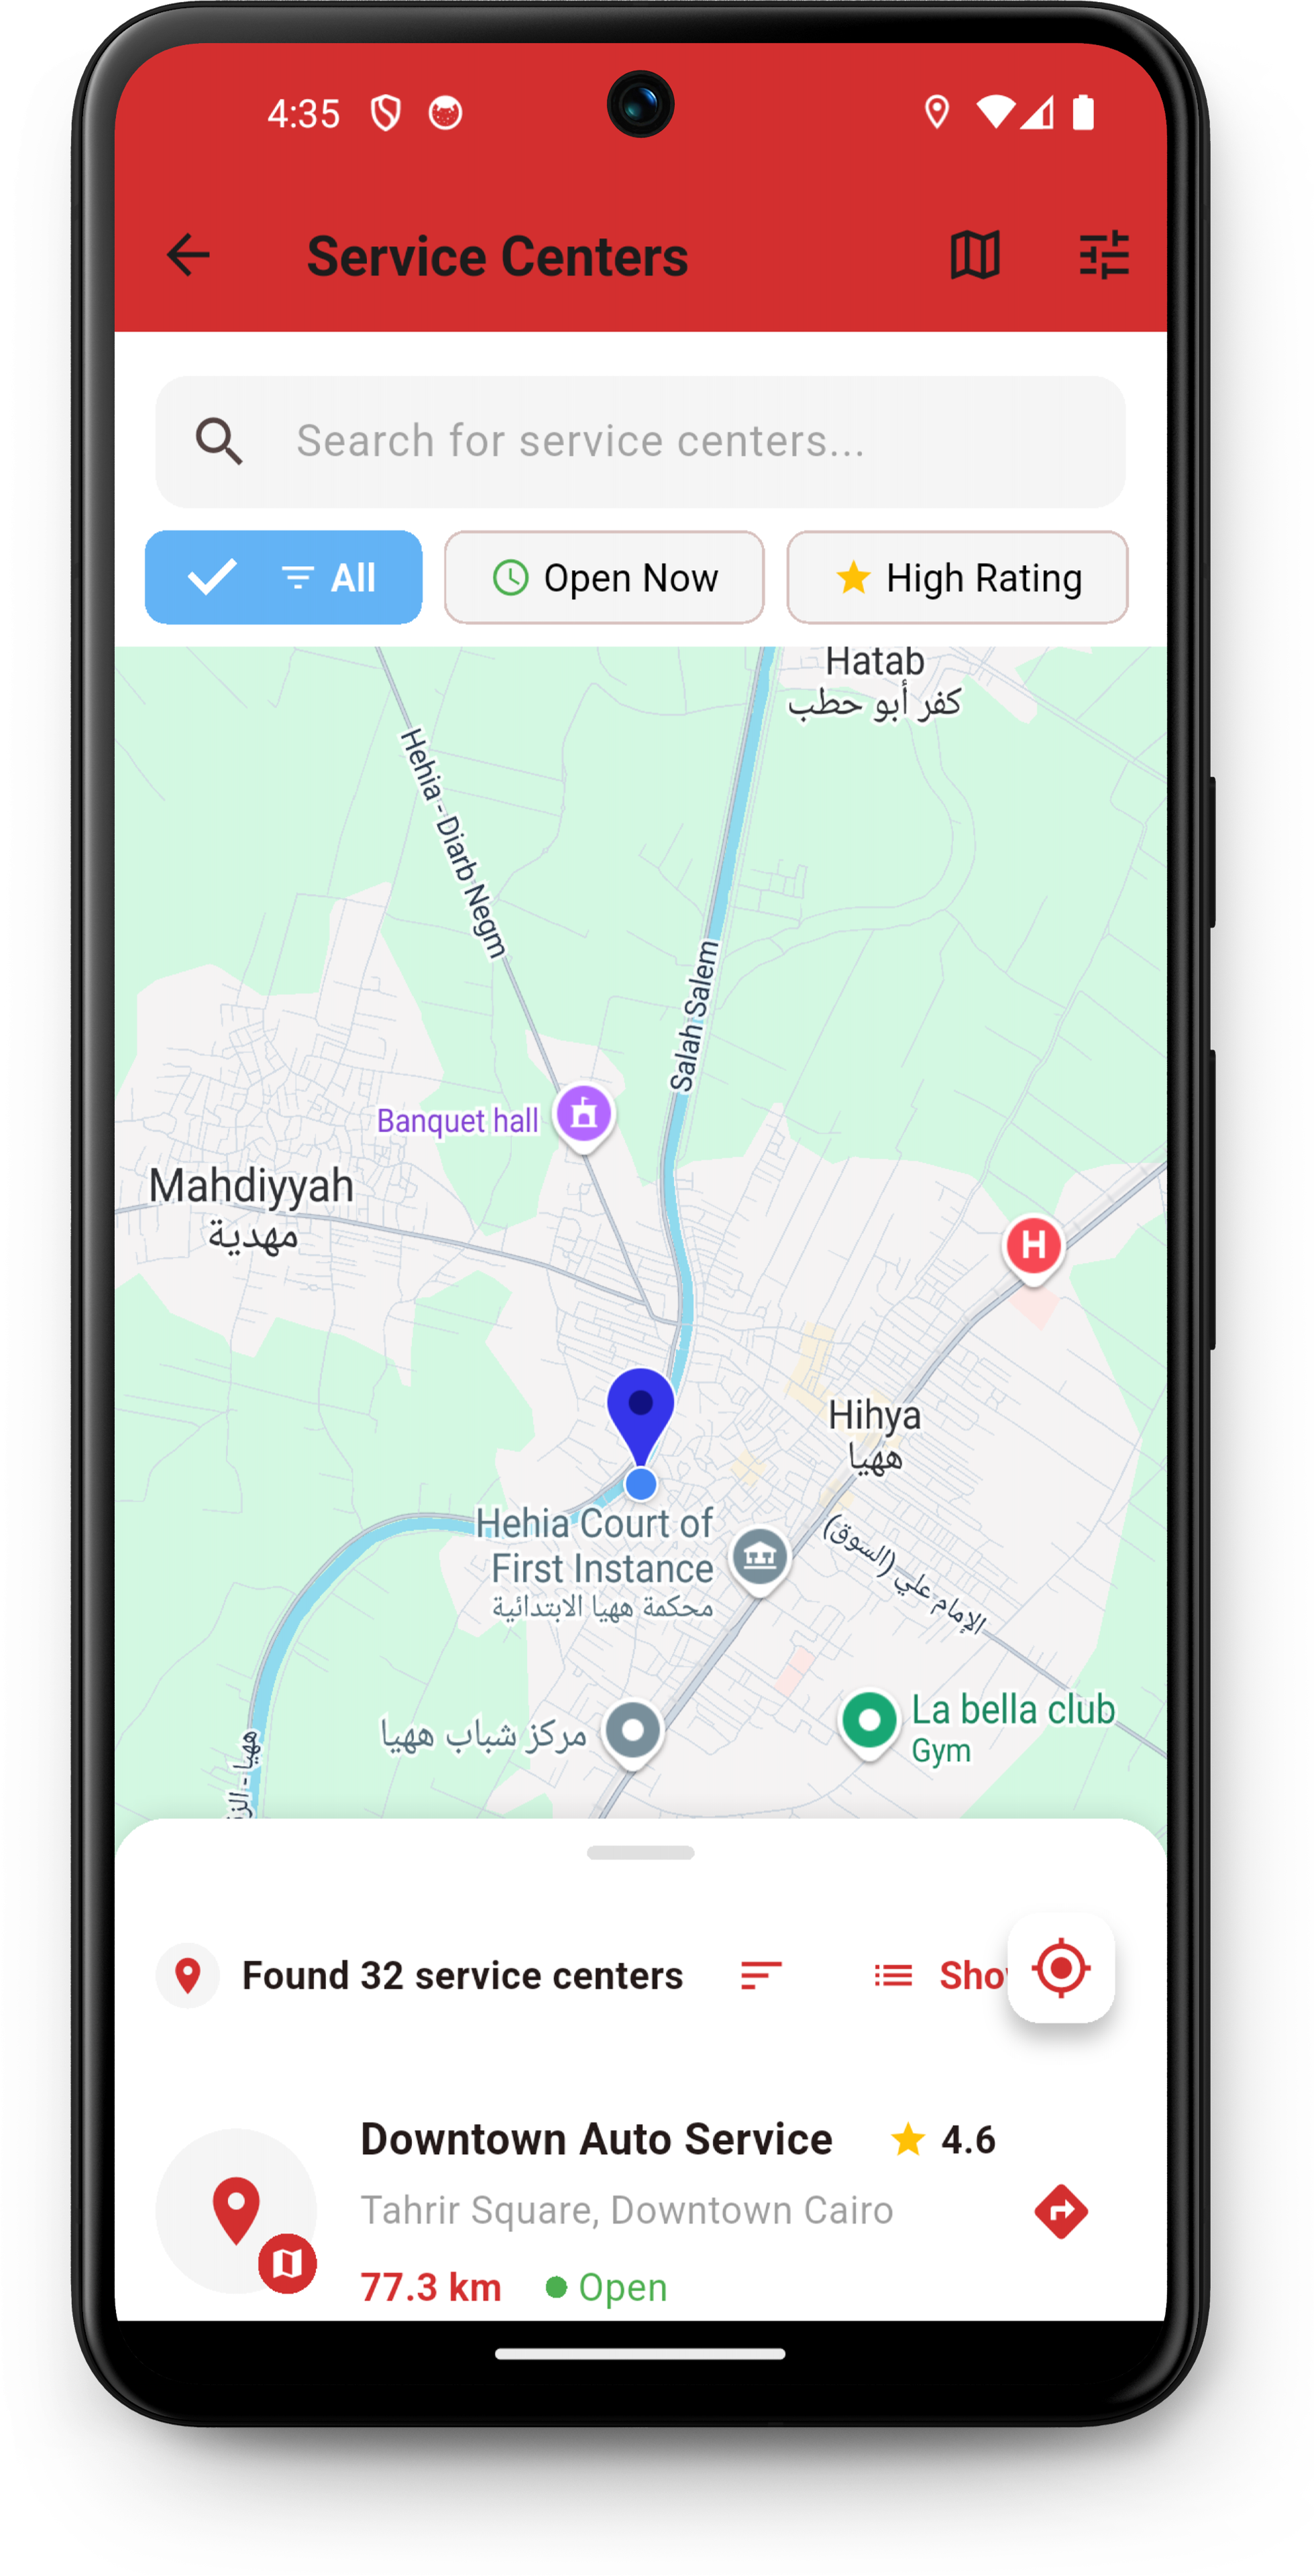 4:35
Service Centers
Search for service centers...
All
Open Now
High Rating
Hatab
كفر أبو حطب
Hehia - Diarb Negm
Salah Salem
Banquet hall
Mahdiyyah
مهدية
H
Hihya
ههيا
Hehia Court of
First Instance
محكمة ههيا الابتدائية
الإمام علي (السوق)
مركز شباب ههيا
La bella club
Gym
ههيا - الز
Found 32 service centers
Sho
Downtown Auto Service
4.6
Tahrir Square, Downtown Cairo
77.3 km
Open